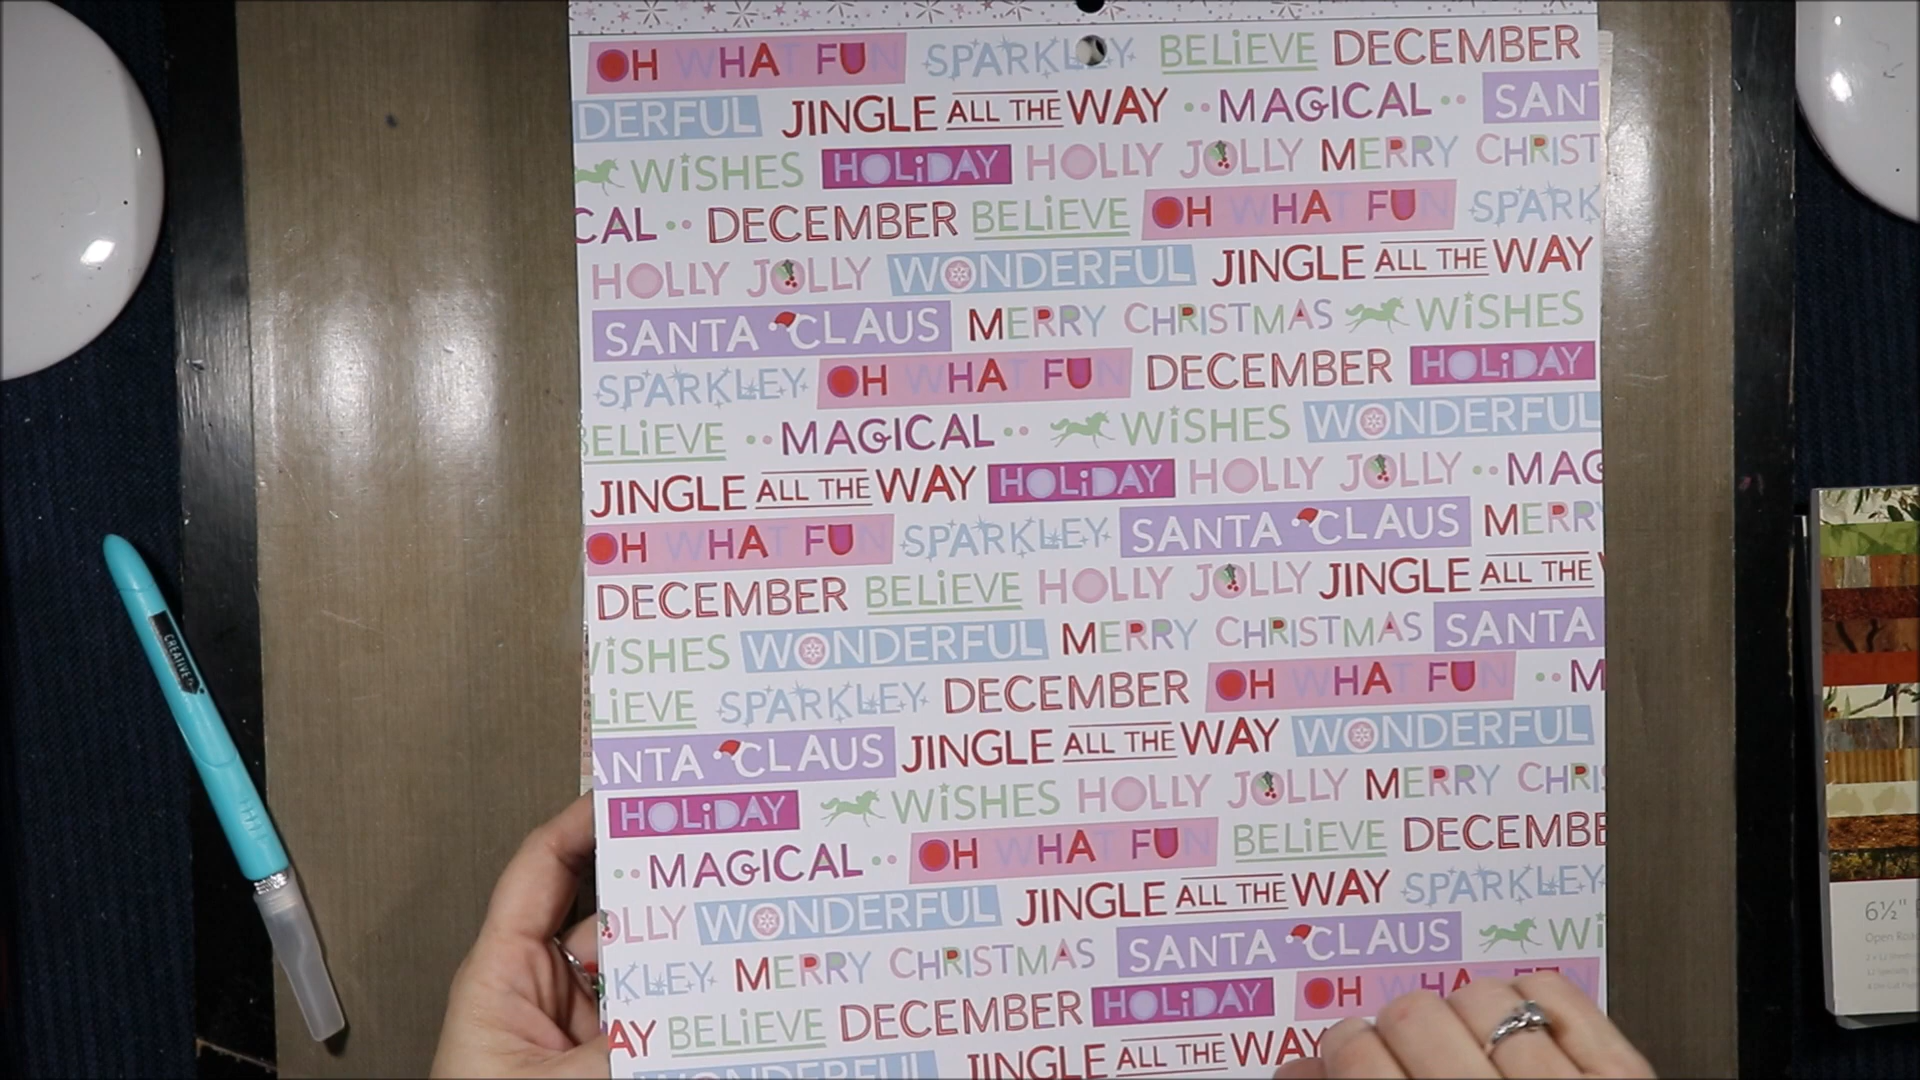 OH WHAT FUN SPARKLEY BELiEVE DECEMBER
DERFUL JINGLE ALL THE WAY MAGICAL SANT
WiSHES HOLiDAY HOLLY JOLLY MERRY CHRIST
CAL DECEMBER BELiEVE OH WHAT FUN SPARK
HOLLY JOLLY WONDERFUL JINGLE ALL THE WAY
SANTA CLAUS MERRY CHRISTMAS WiSHES
SPARKLEY OH WHAT FUN DECEMBER HOLiDAY
BELiEVE MAGICAL WiSHES WONDERFUL
JINGLE ALL THE WAY HOLiDAY HOLLY JOLLY MAG
OH WHAT FUN SPARKLEY SANTA CLAUS MERRY
DECEMBER BELiEVE HOLLY JOLLY JINGLE ALL THE
WiSHES WONDERFUL MERRY CHRISTMAS SANTA
LiEVE SPARKLEY DECEMBER OH WHAT FUN M
ANTA CLAUS JINGLE ALL THE WAY WONDERFUL
HOLiDAY WiSHES HOLLY JOLLY MERRY CHRIS
MAGICAL OH WHAT FUN BELiEVE DECEMBE
OLLY WONDERFUL JINGLE ALL THE WAY SPARKLEY
RKLEY MERRY CHRISTMAS SANTA CLAUS Wi
AY BELiEVE DECEMBER HOLiDAY OH WHAT FUN
WONDERFUL JINGLE ALL THE WAY
CREATIVE
6½"